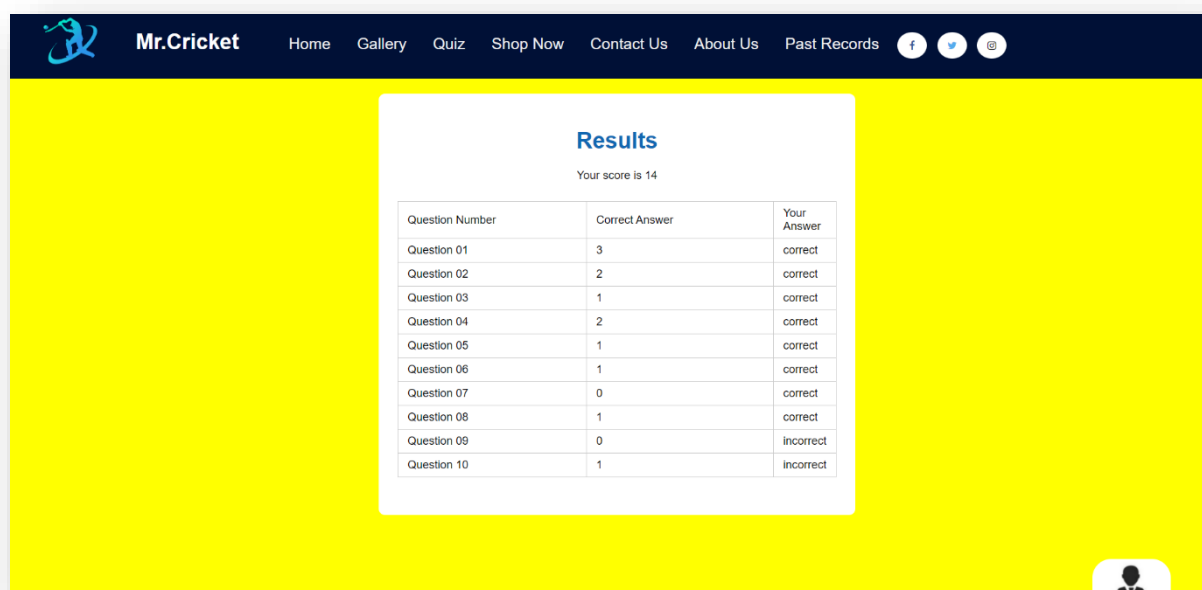 Mr.Cricket Home Gallery Quiz Shop Now Contact Us About Us Past Records
Results
Your score is 14
Question Number Correct Answer Your Answer
Question 01 3 correct
Question 02 2 correct
Question 03 1 correct
Question 04 2 correct
Question 05 1 correct
Question 06 1 correct
Question 07 0 correct
Question 08 1 correct
Question 09 0 incorrect
Question 10 1 incorrect